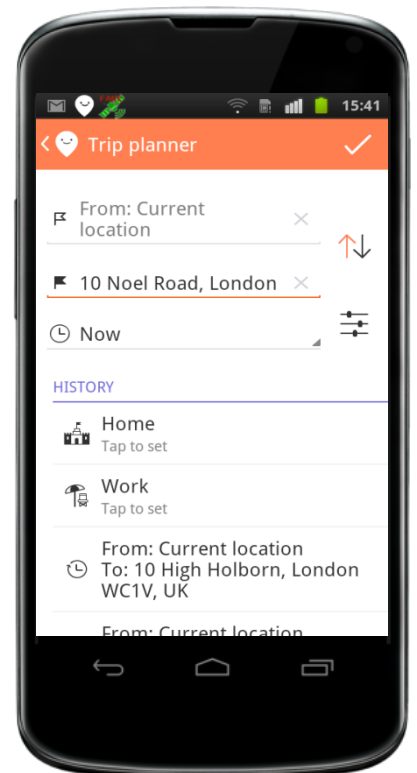 15:41
Trip planner
From: Current
location
10 Noel Road, London
Now
HISTORY
Home
Tap to set
Work
Tap to set
From: Current location
To: 10 High Holborn, London
WC1V, UK
From: Current location